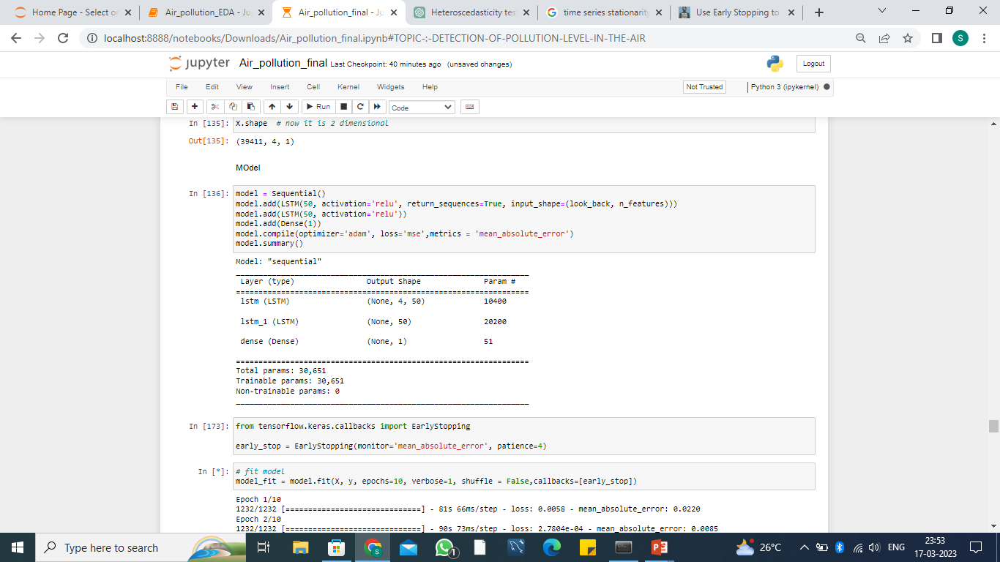 Home Page - Select or
Air_pollution_EDA - Ju
Air_pollution_final - Ju
Heteroscedasticity tes
time series stationarity
Use Early Stopping to
localhost:8888/notebooks/Downloads/Air_pollution_final.ipynb#TOPIC-:-DETECTION-OF-POLLUTION-LEVEL-IN-THE-AIR
S
jupyter Air_pollution_final Last Checkpoint: 40 minutes ago (unsaved changes)
Logout
File Edit View Insert Cell Kernel Widgets Help
Not Trusted
Python 3 (ipykernel)
Run
Code
In [135]: X.shape # now it is 2 dimensional
Out[135]: (39411, 4, 1)
MOdel
In [136]: model = Sequential()
model.add(LSTM(50, activation='relu', return_sequences=True, input_shape=(look_back, n_features)))
model.add(LSTM(50, activation='relu'))
model.add(Dense(1))
model.compile(optimizer='adam', loss='mse',metrics = 'mean_absolute_error')
model.summary()
Model: "sequential"
_________________________________________________________________
Layer (type) Output Shape Param #
=================================================================
lstm (LSTM) (None, 4, 50) 10400
lstm_1 (LSTM) (None, 50) 20200
dense (Dense) (None, 1) 51
=================================================================
Total params: 30,651
Trainable params: 30,651
Non-trainable params: 0
_________________________________________________________________
In [173]: from tensorflow.keras.callbacks import EarlyStopping
early_stop = EarlyStopping(monitor='mean_absolute_error', patience=4)
In [*]: # fit model
model_fit = model.fit(X, y, epochs=10, verbose=1, shuffle = False,callbacks=[early_stop])
Epoch 1/10
1232/1232 [==============================] - 81s 66ms/step - loss: 0.0058 - mean_absolute_error: 0.0220
Epoch 2/10
1232/1232 [==============================] - 90s 73ms/step - loss: 2.7804e-04 - mean_absolute_error: 0.0085
Type here to search
1
26°C
ENG
23:53
17-03-2023